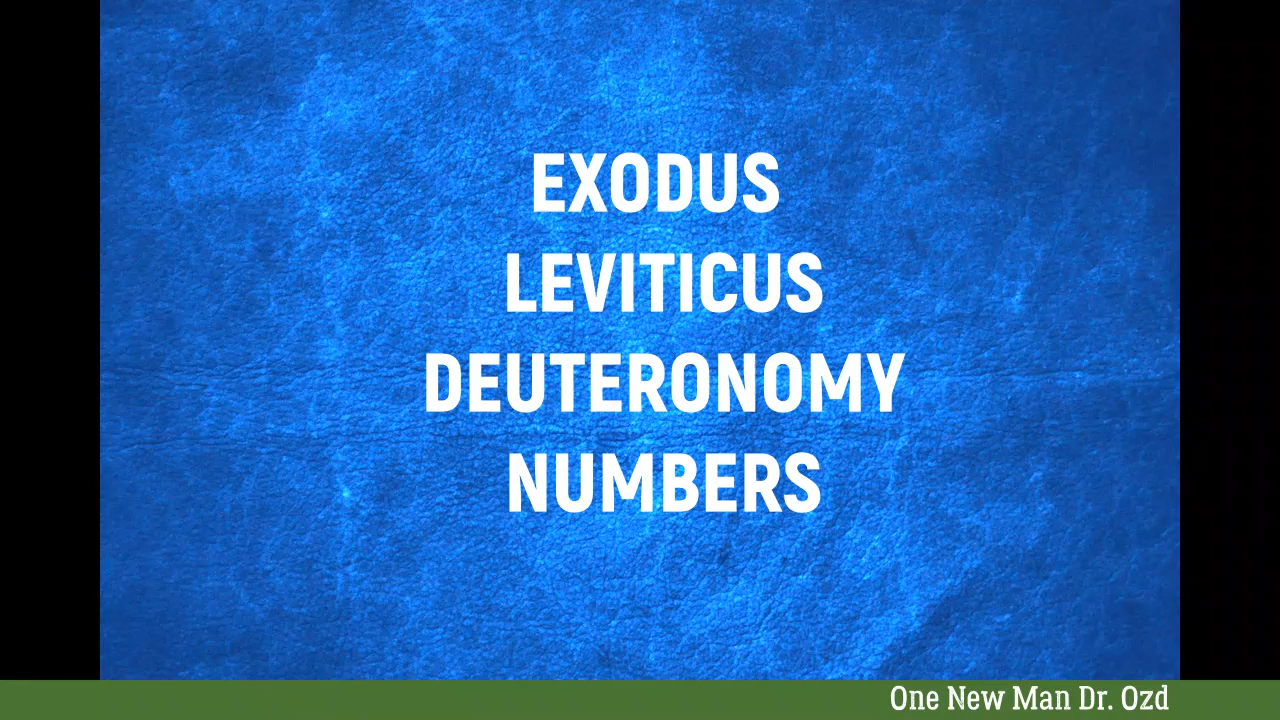 EXODUS
LEVITICUS
DEUTERONOMY
NUMBERS
One New Man Dr. Ozd